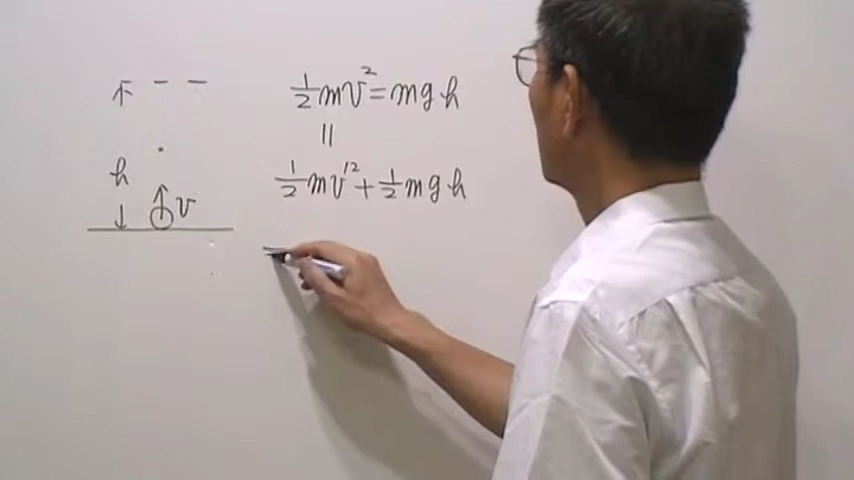 ½mv² = mgh
||
½mv'² + ½mgh
h
v